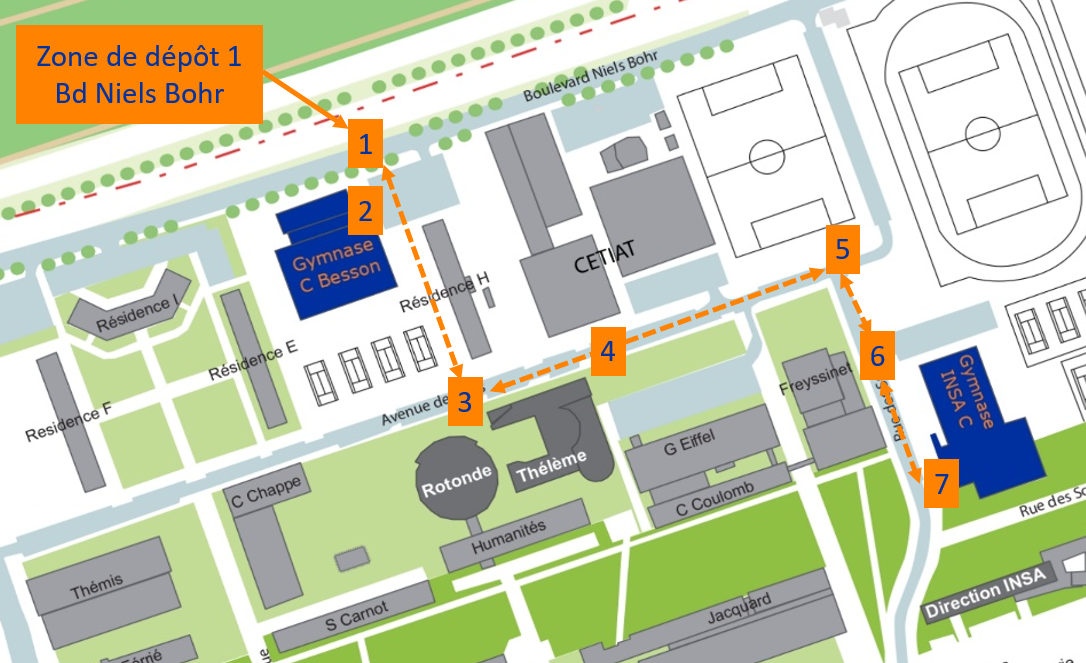 Zone de dépôt 1
Bd Niels Bohr
Boulevard Niels Bohr
1
2
Gymnase
C Besson
CETIAT
5
Résidence H
Résidence I
4
6
Résidence E
Freyssinet
Gymnase
INSA C
Avenue de
3
Residence F
G Eiffel
Rotonde
Thélème
7
C Chappe
C Coulomb
Rue des
Humanités
Thémis
Direction INSA
S Carnot
Jacquard